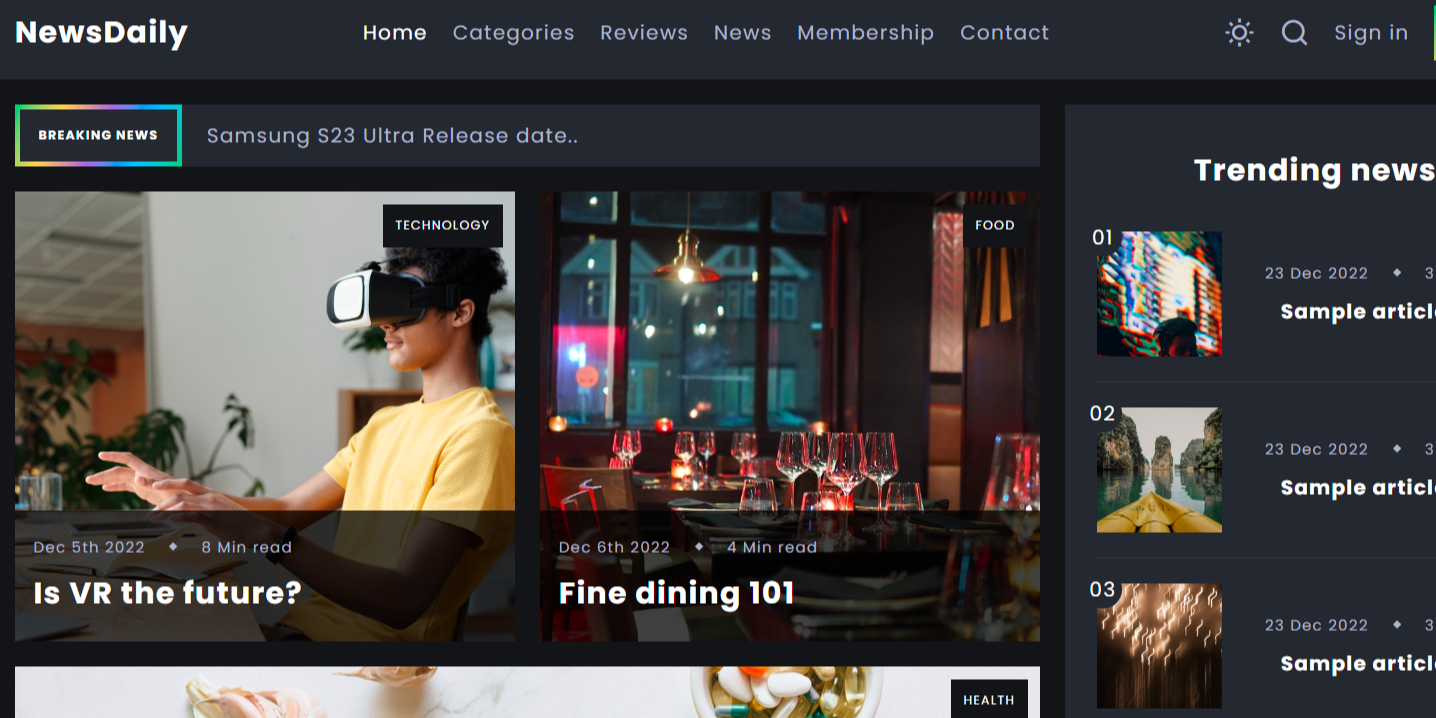 NewsDaily
Home Categories Reviews News Membership Contact
Sign in
BREAKING NEWS
Samsung S23 Ultra Release date..
TECHNOLOGY
Dec 5th 2022 ◆ 8 Min read
Is VR the future?
FOOD
Dec 6th 2022 ◆ 4 Min read
Fine dining 101
HEALTH
Trending news
01
23 Dec 2022 ◆ 3
Sample
02
23 Dec 2022 ◆ 3
Sample
03
23 Dec 2022 ◆ 3
Sample